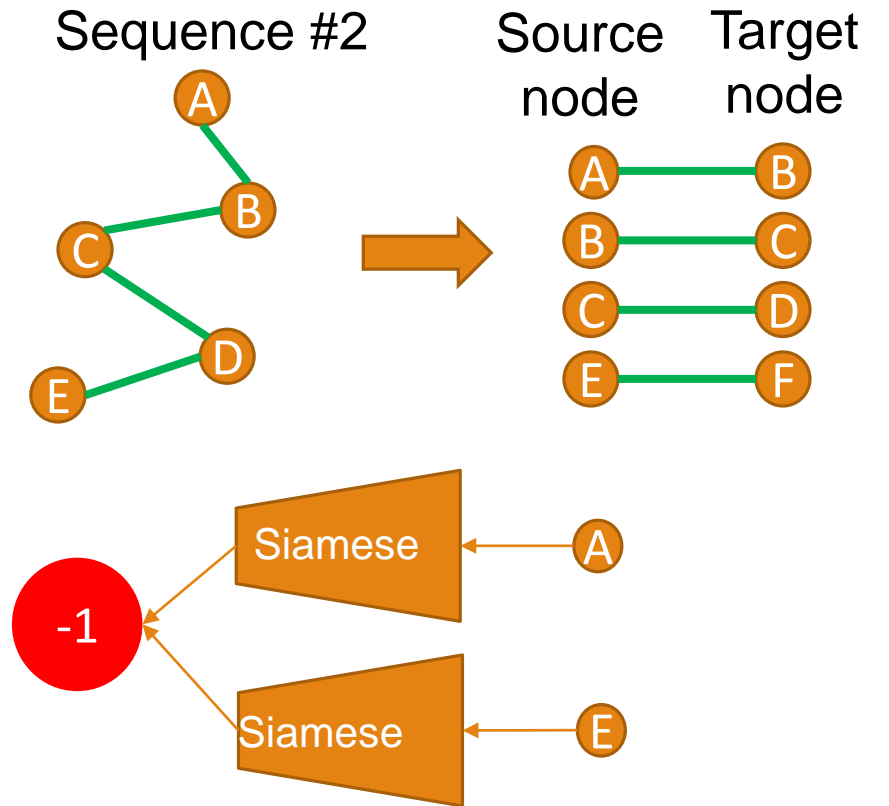 Sequence #2
Source Target
node node
A
A B
B
B C
C
C D
D
E
E F
Siamese A
-1
Siamese E